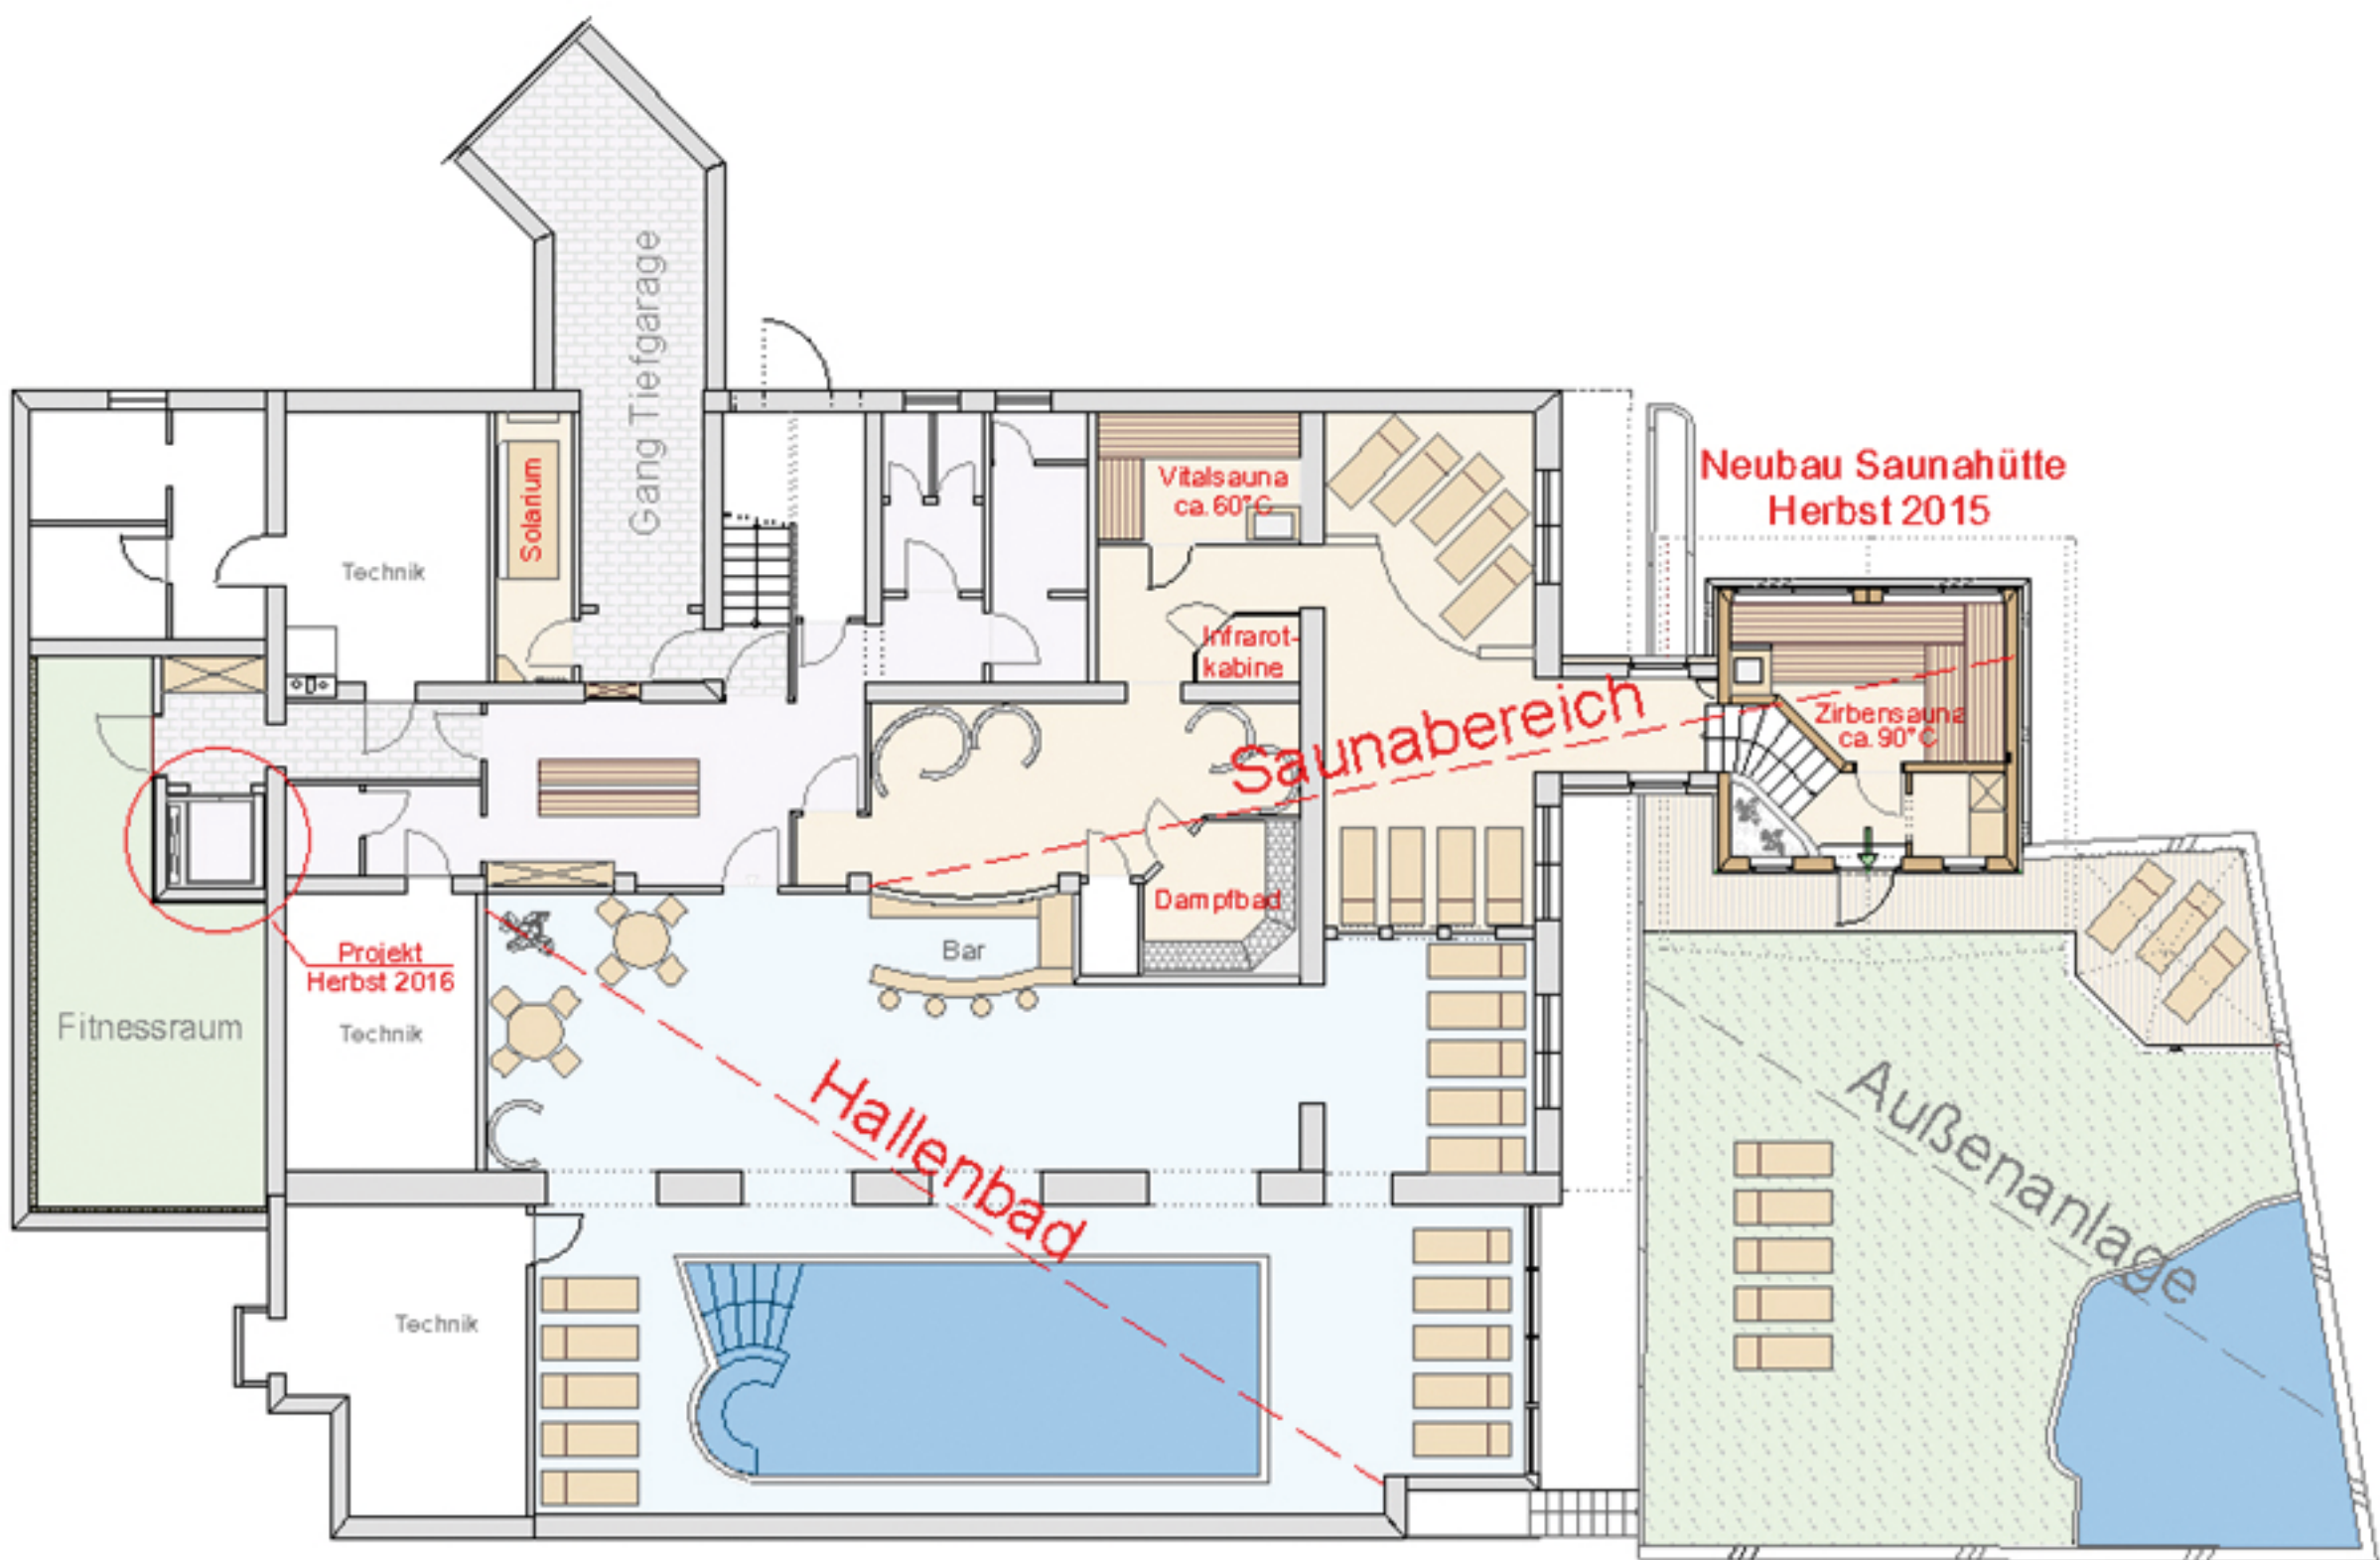 Gang Tiefgarage
Neubau Saunahütte
Herbst 2015
Solarium
Vitalsauna
ca. 60°C
Technik
Infrarot-
kabine
Saunabereich
Zirbensauna
ca. 90°C
Dampfbad
Bar
Projekt
Herbst 2016
Fitnessraum
Technik
Hallenbad
Außenanlage
Technik